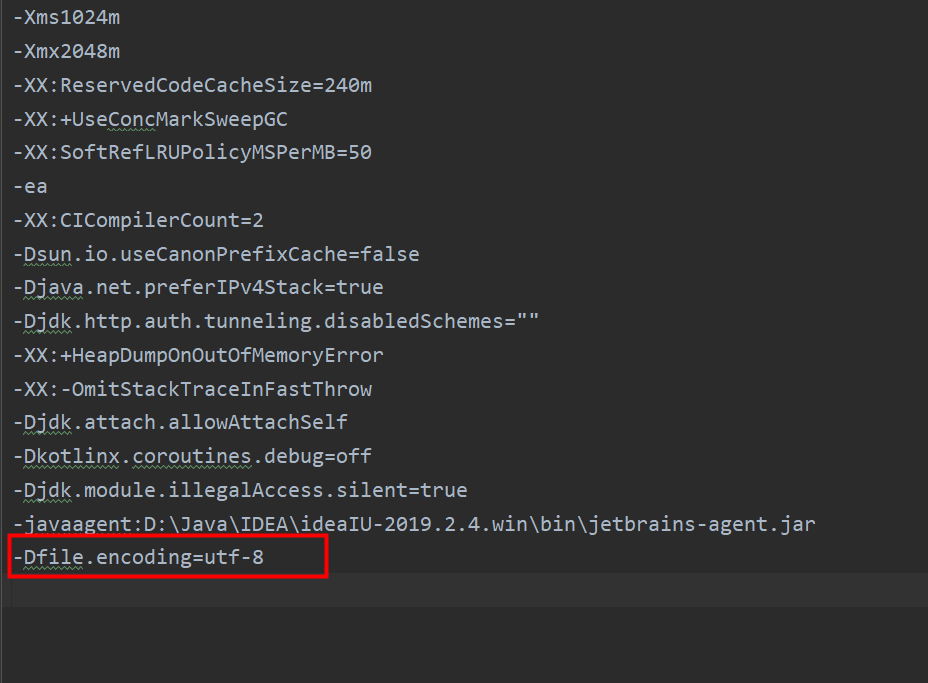 -Xms1024m
-Xmx2048m
-XX:ReservedCodeCacheSize=240m
-XX:+UseConcMarkSweepGC
-XX:SoftRefLRUPolicyMSPerMB=50
-ea
-XX:CICompilerCount=2
-Dsun.io.useCanonPrefixCache=false
-Djava.net.preferIPv4Stack=true
-Djdk.http.auth.tunneling.disabledSchemes=""
-XX:+HeapDumpOnOutOfMemoryError
-XX:-OmitStackTraceInFastThrow
-Djdk.attach.allowAttachSelf
-Dkotlinx.coroutines.debug=off
-Djdk.module.illegalAccess.silent=true
-javaagent:D:\Java\IDEA\ideaIU-2019.2.4.win\bin\jetbrains-agent.jar
-Dfile.encoding=utf-8